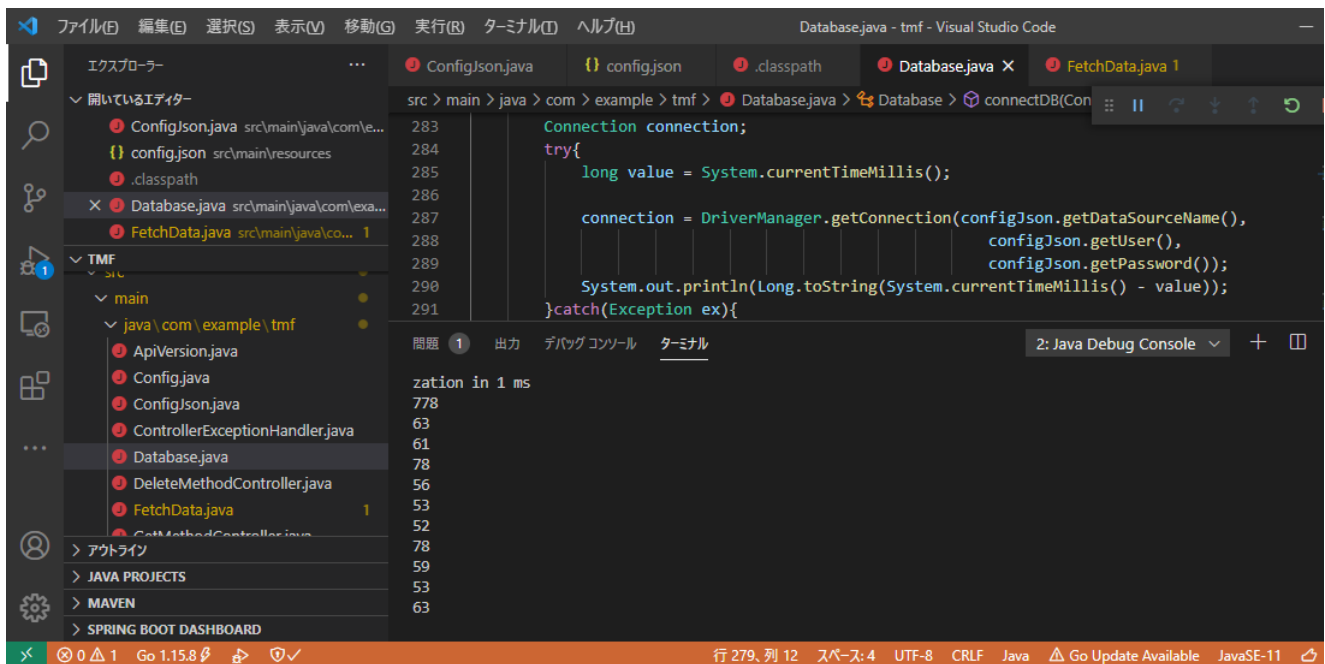 ファイル(F) 編集(E) 選択(S) 表示(V) 移動(G) 実行(R) ターミナル(T) ヘルプ(H) Database.java - tmf - Visual Studio Code
エクスプローラー ···
ConfigJson.java {} config.json .classpath Database.java × FetchData.java 1
src > main > java > com > example > tmf > Database.java > Database > connectDB(Con
開いているエディター
ConfigJson.java src\main\java\com\e...
{} config.json src\main\resources
.classpath
× Database.java src\main\java\com\exa...
FetchData.java src\main\java\co... 1
TMF
src
main
java\com\example\tmf
ApiVersion.java
Config.java
ConfigJson.java
ControllerExceptionHandler.java
Database.java
DeleteMethodController.java
FetchData.java 1
GetMethodController.java
アウトライン
JAVA PROJECTS
MAVEN
SPRING BOOT DASHBOARD
1
283 Connection connection;
284 try{
285 long value = System.currentTimeMillis();
286
287 connection = DriverManager.getConnection(configJson.getDataSourceName(),
288 configJson.getUser(),
289 configJson.getPassword());
290 System.out.println(Long.toString(System.currentTimeMillis() - value));
291 }catch(Exception ex){
問題 1 出力 デバッグ コンソール ターミナル 2: Java Debug Console
zation in 1 ms
778
63
61
78
56
53
52
78
59
53
63
0 1 Go 1.15.8 行 279、列 12 スペース: 4 UTF-8 CRLF Java Go Update Available JavaSE-11